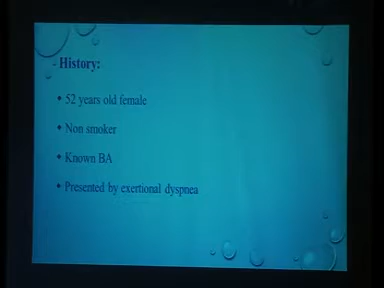 History:
• 52 years old female
• Non smoker
• Known BA
• Presented by exertional dyspnea